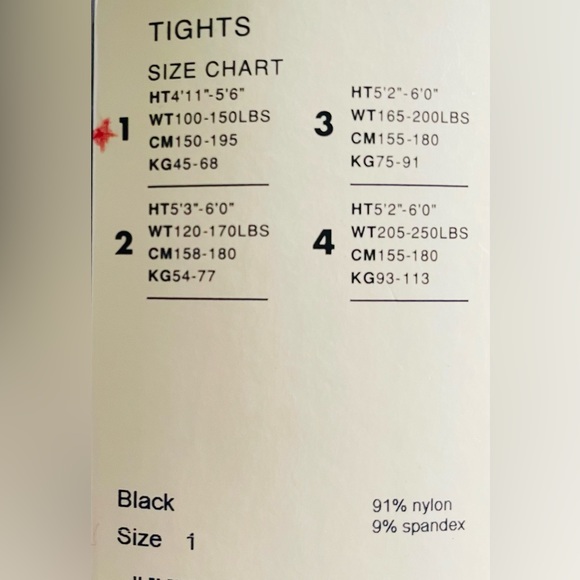 TIGHTS
SIZE CHART
1
HT4'11"-5'6"
WT100-150LBS
CM150-195
KG45-68
2
HT5'3"-6'0"
WT120-170LBS
CM158-180
KG54-77
3
HT5'2"-6'0"
WT165-200LBS
CM155-180
KG75-91
4
HT5'2"-6'0"
WT205-250LBS
CM155-180
KG93-113
Black
Size 1
91% nylon
9% spandex